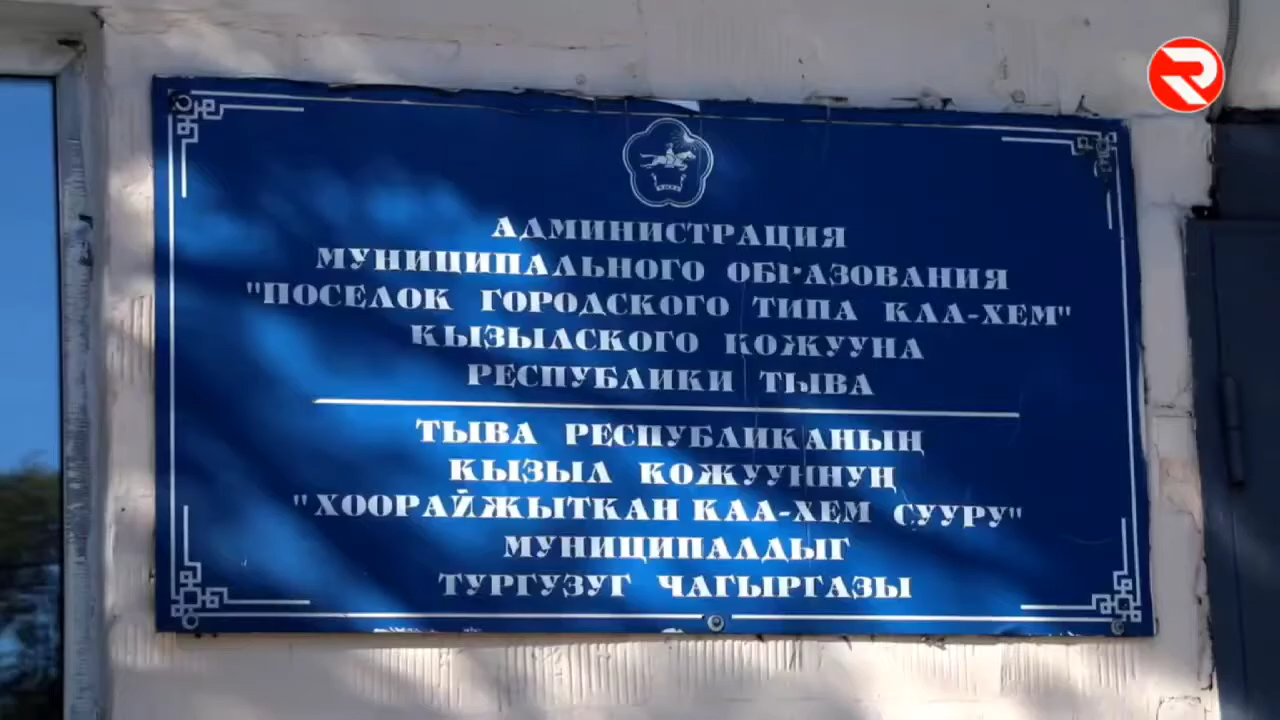 АДМИНИСТРАЦИЯ
МУНИЦИПАЛЬНОГО ОБРАЗОВАНИЯ
"ПОСЕЛОК ГОРОДСКОГО ТИПА КАА-ХЕМ"
КЫЗЫЛСКОГО КОЖУУНА
РЕСПУБЛИКИ ТЫВА
ТЫВА РЕСПУБЛИКАНЫҢ
КЫЗЫЛ КОЖУУННУҢ
"ХООРАЙЖЫТКАН КАА-ХЕМ СУУРУ"
МУНИЦИПАЛДЫГ
ТУРГУЗУГ ЧАГЫРГАЗЫ